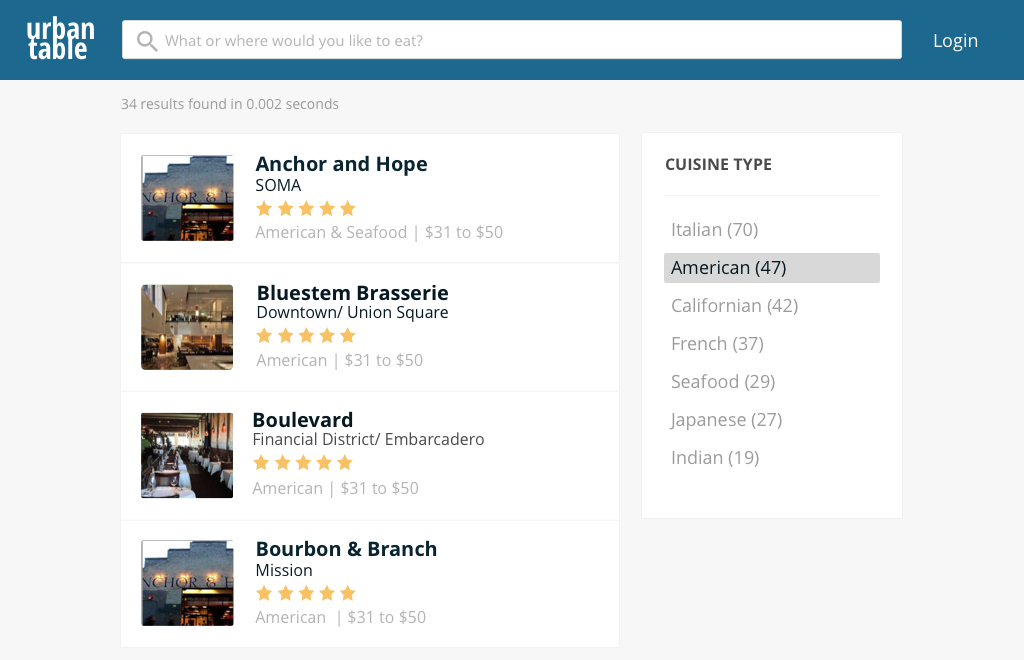 urban
table
What or where would you like to eat?
Login
34 results found in 0.002 seconds
Anchor and Hope
SOMA
American & Seafood | $31 to $50
Bluestem Brasserie
Downtown/ Union Square
American | $31 to $50
Boulevard
Financial District/ Embarcadero
American | $31 to $50
Bourbon & Branch
Mission
American | $31 to $50
CUISINE TYPE
Italian (70)
American (47)
Californian (42)
French (37)
Seafood (29)
Japanese (27)
Indian (19)